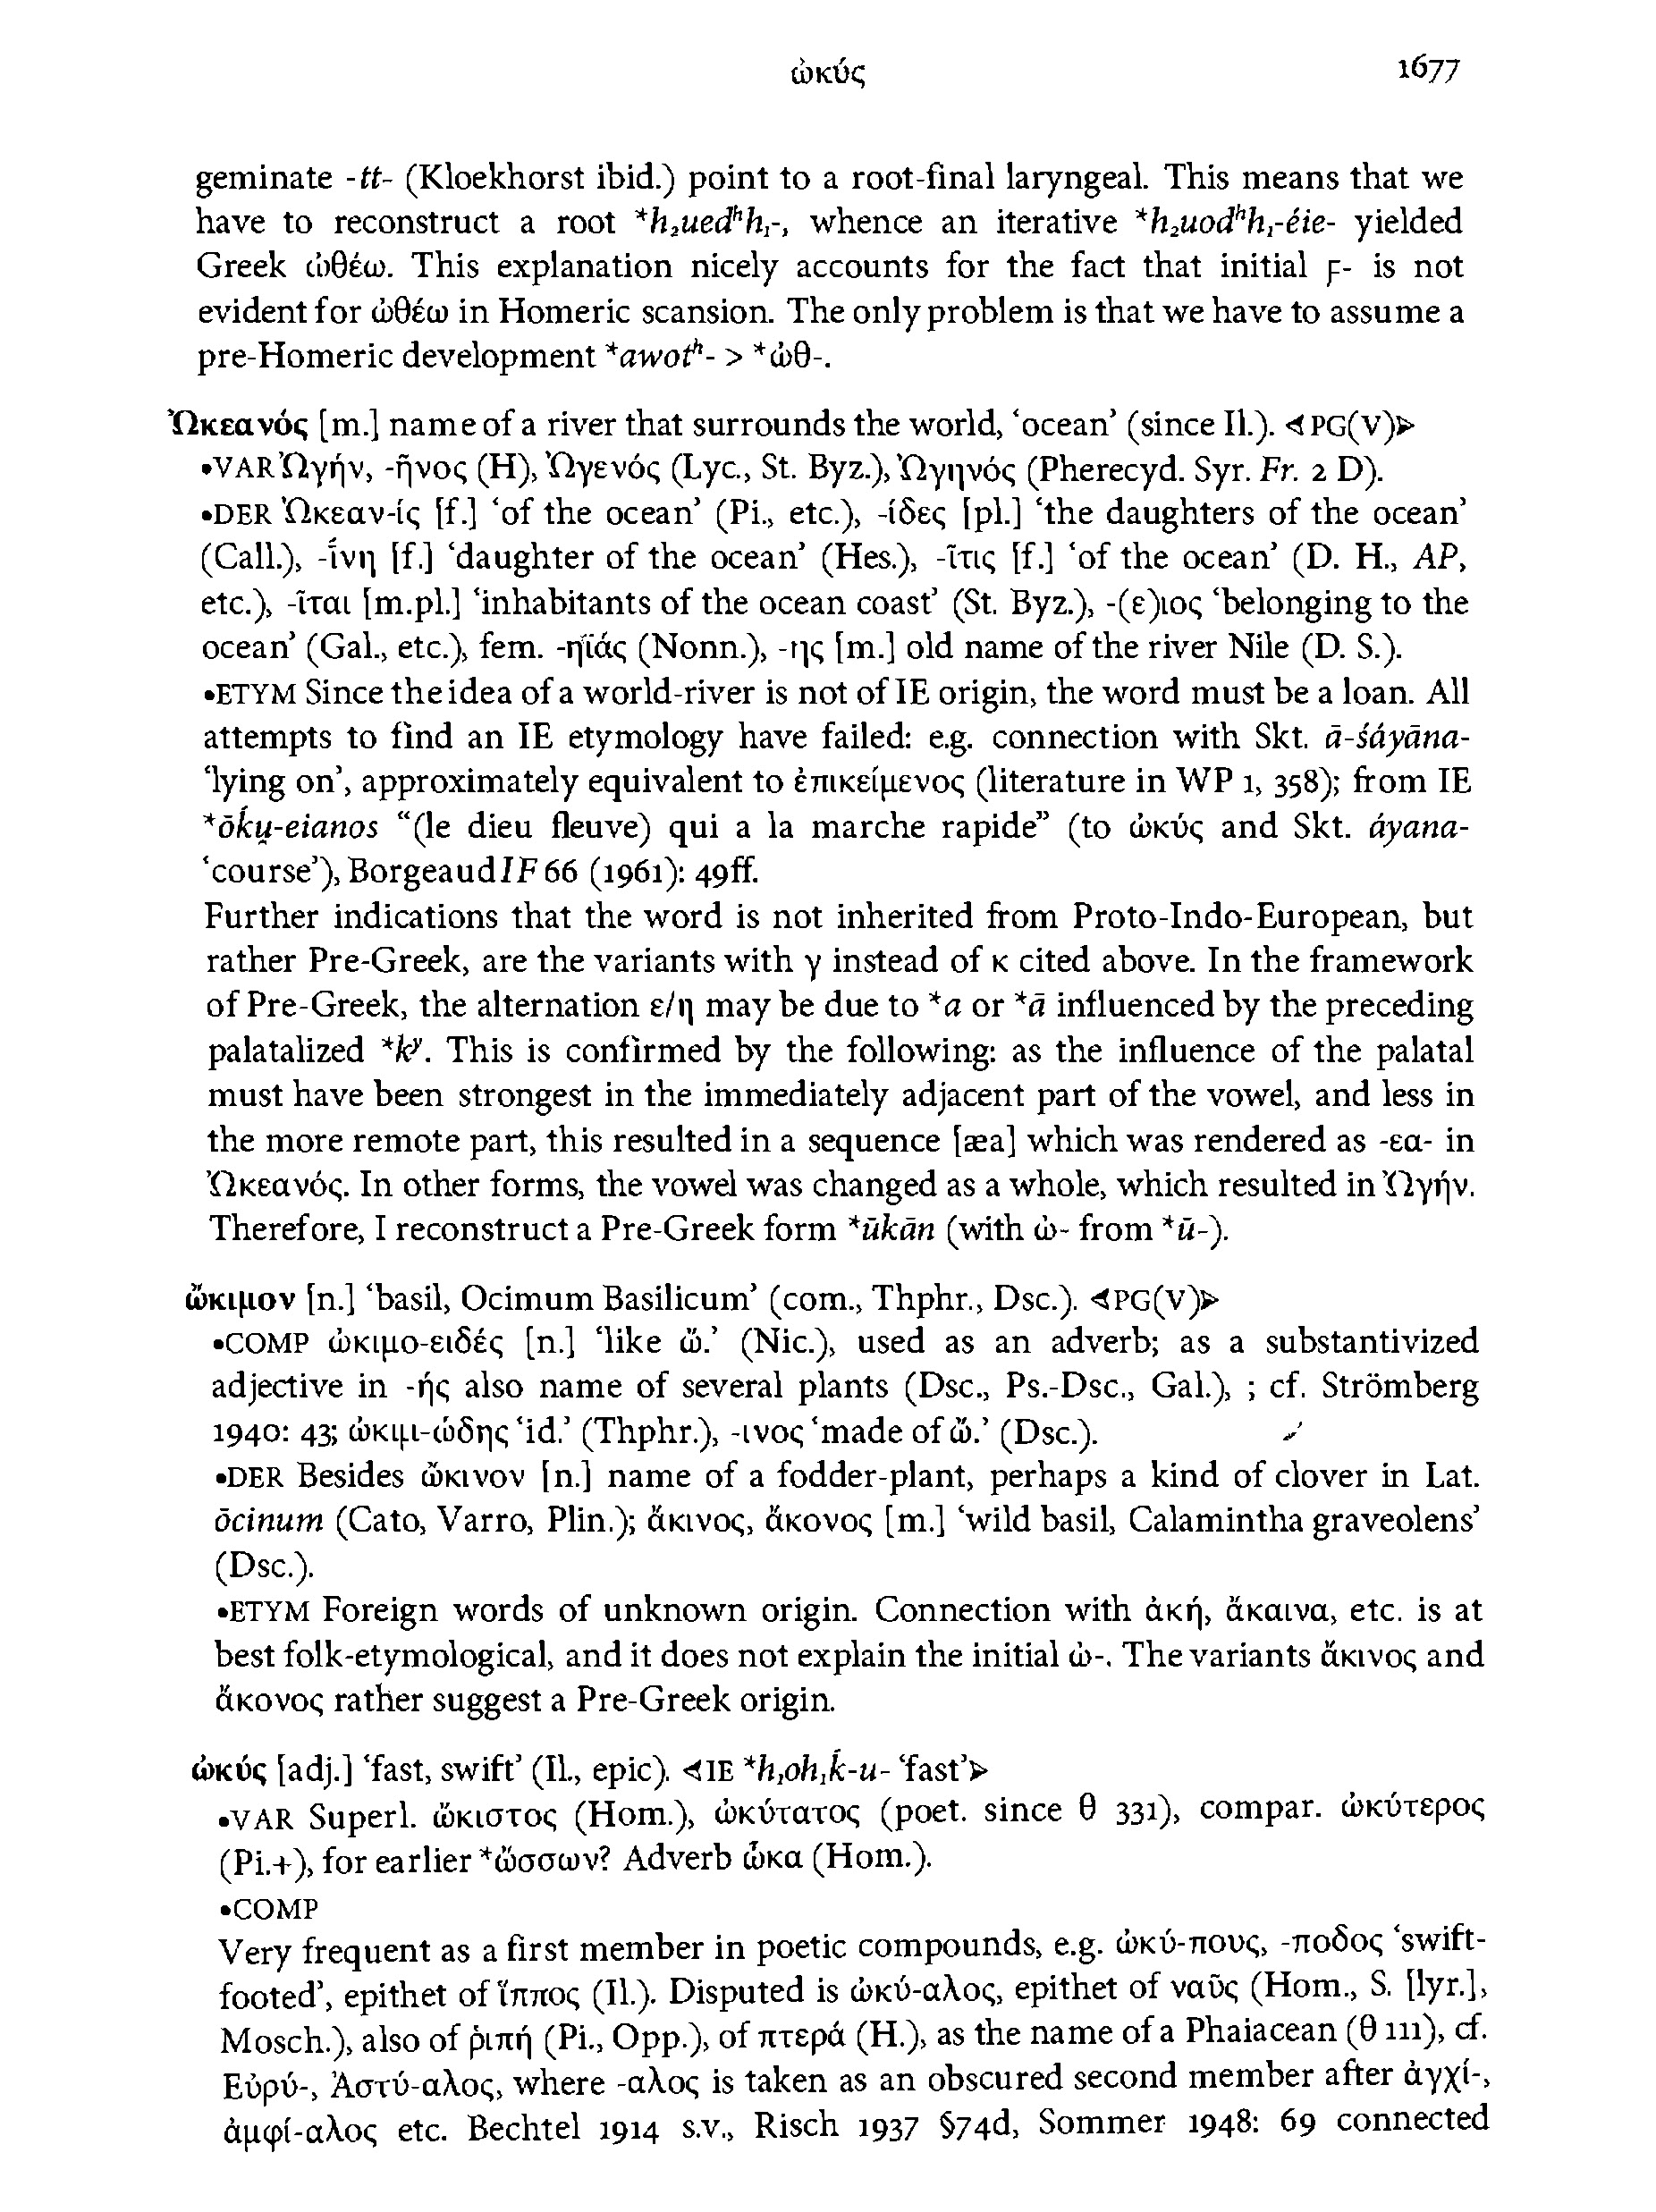 ὠκύς 1677
geminate -tt- (Kloekhorst ibid.) point to a root-final laryngeal. This means that we
have to reconstruct a root *h₂uedʰh₁-, whence an iterative *h₂uodʰh₁-éie- yielded
Greek ὠθέω. This explanation nicely accounts for the fact that initial ϝ- is not
evident for ὠθέω in Homeric scansion. The only problem is that we have to assume a
pre-Homeric development *awotʰ- > *ὠθ-.
Ὠκεανός [m.] name of a river that surrounds the world, ‘ocean’ (since Il.). ⊲PG(V)⊳
•VAR Ὠγήν, -ῆνος (H), Ὠγενός (Lyc., St. Byz.), Ὠγηνός (Pherecyd. Syr. Fr. 2 D).
•DER Ὠκεαν-ίς [f.] ‘of the ocean’ (Pi., etc.), -ίδες [pl.] ‘the daughters of the ocean’
(Call.), -ίνη [f.] ‘daughter of the ocean’ (Hes.), -ῖτις [f.] ‘of the ocean’ (D. H., AP,
etc.), -ῖται [m.pl.] ‘inhabitants of the ocean coast’ (St. Byz.), -(ε)ιος ‘belonging to the
ocean’ (Gal., etc.), fem. -ηϊάς (Nonn.), -ης [m.] old name of the river Nile (D. S.).
•ETYM Since the idea of a world-river is not of IE origin, the word must be a loan. All
attempts to find an IE etymology have failed: e.g. connection with Skt. ā-śáyāna-
‘lying on’, approximately equivalent to ἐπικείμενος (literature in WP 1, 358); from IE
*ōḱu̯-eianos “(le dieu fleuve) qui a la marche rapide” (to ὠκύς and Skt. áyana-
‘course’), Borgeaud IF 66 (1961): 49ff.
Further indications that the word is not inherited from Proto-Indo-European, but
rather Pre-Greek, are the variants with γ instead of κ cited above. In the framework
of Pre-Greek, the alternation ε/η may be due to *a or *ā influenced by the preceding
palatalized *kʸ. This is confirmed by the following: as the influence of the palatal
must have been strongest in the immediately adjacent part of the vowel, and less in
the more remote part, this resulted in a sequence [æa] which was rendered as -εα- in
Ὠκεανός. In other forms, the vowel was changed as a whole, which resulted in Ὠγήν.
Therefore, I reconstruct a Pre-Greek form *ūkān (with ὠ- from *ū-).
ὤκιμον [n.] ‘basil, Ocimum Basilicum’ (com., Thphr., Dsc.). ⊲PG(V)⊳
•COMP ὠκιμο-ειδές [n.] ‘like ὤ.’ (Nic.), used as an adverb; as a substantivized
adjective in -ής also name of several plants (Dsc., Ps.-Dsc., Gal.), ; cf. Strömberg
1940: 43; ὠκιμι-ώδης ‘id.’ (Thphr.), -ινος ‘made of ὤ.’ (Dsc.).
•DER Besides ὤκινον [n.] name of a fodder-plant, perhaps a kind of clover in Lat.
ōcinum (Cato, Varro, Plin.); ἄκινος, ἄκονος [m.] ‘wild basil, Calamintha graveolens’
(Dsc.).
•ETYM Foreign words of unknown origin. Connection with ἀκή, ἄκαινα, etc. is at
best folk-etymological, and it does not explain the initial ὠ-. The variants ἄκινος and
ἄκονος rather suggest a Pre-Greek origin.
ὠκύς [adj.] ‘fast, swift’ (Il., epic). ⊲IE *h₁oh₁ḱ-u- ‘fast’⊳
•VAR Superl. ὤκιστος (Hom.), ὠκύτατος (poet. since θ 331), compar. ὠκύτερος
(Pi.+), for earlier *ὤσσων? Adverb ὦκα (Hom.).
•COMP
Very frequent as a first member in poetic compounds, e.g. ὠκύ-πους, -ποδος ‘swift-
footed’, epithet of ἵππος (Il.). Disputed is ὠκύ-αλος, epithet of ναῦς (Hom., S. [lyr.],
Mosch.), also of ῥιπή (Pi., Opp.), of πτερά (H.), as the name of a Phaiacean (θ 111), cf.
Εὐρύ-, Ἀστύ-αλος, where -αλος is taken as an obscured second member after ἀγχί-,
ἀμφί-αλος etc. Bechtel 1914 s.v., Risch 1937 §74d, Sommer 1948: 69 connected